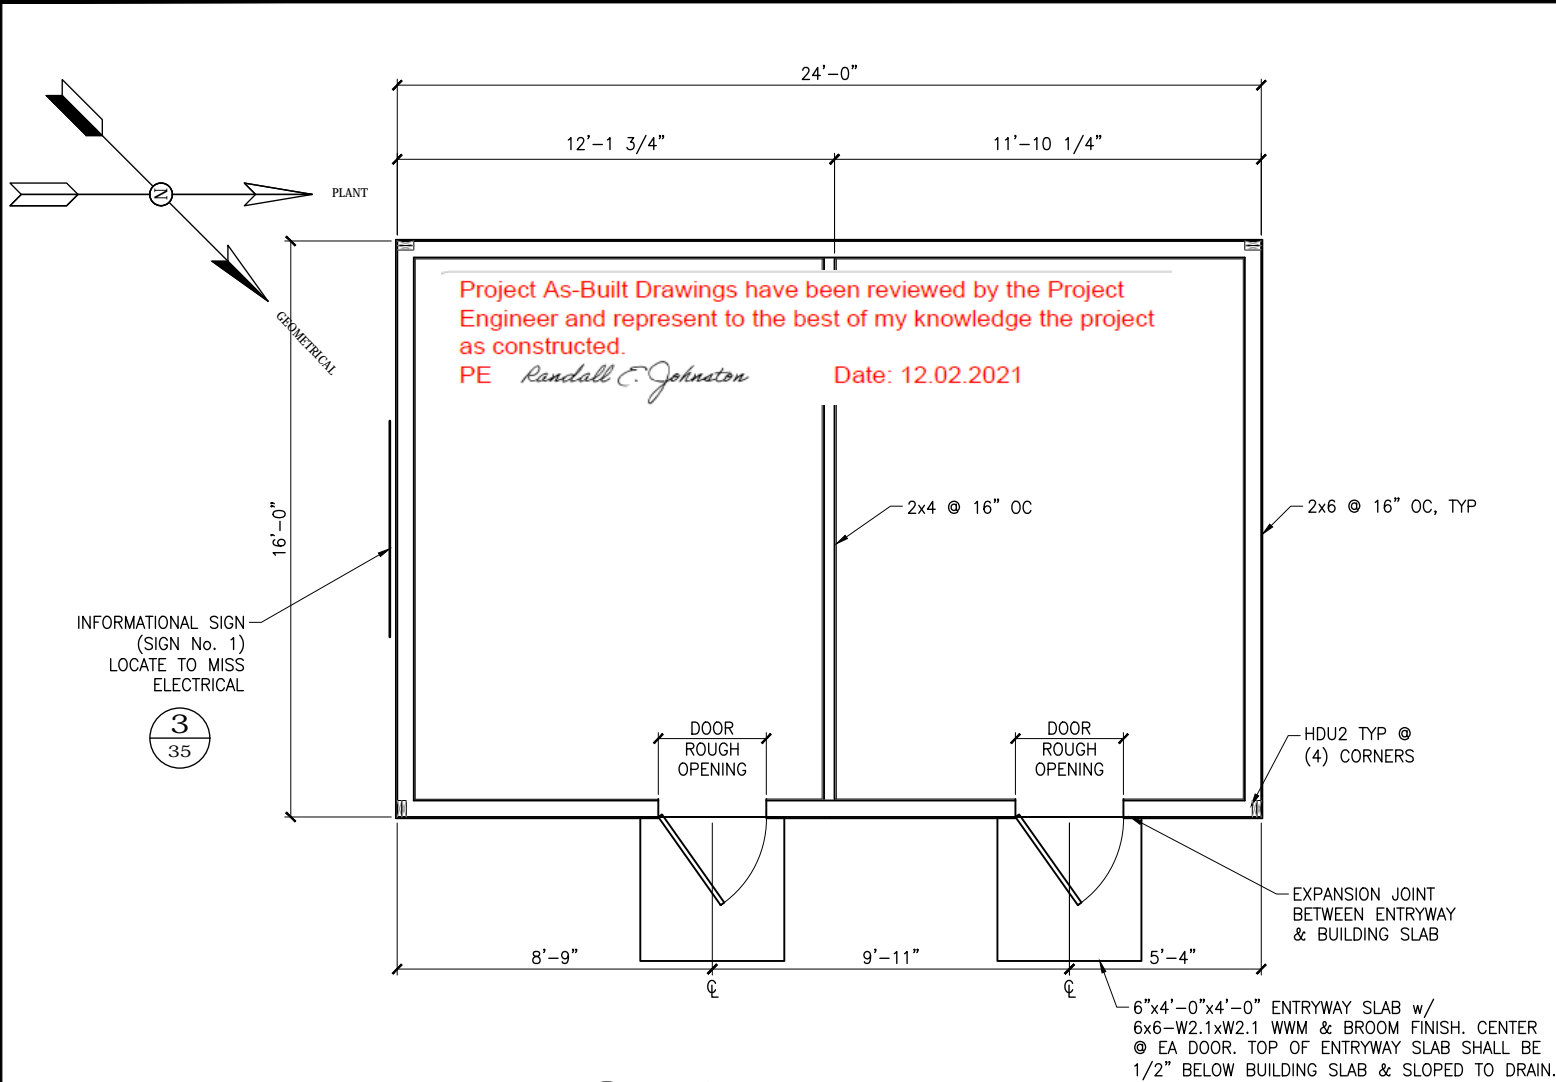 24'-0"
12'-1 3/4"
11'-10 1/4"
N
PLANT
GEOMETRICAL
Project As-Built Drawings have been reviewed by the Project
Engineer and represent to the best of my knowledge the project
as constructed.
PE Randall E. Johnston Date: 12.02.2021
16'-0"
2x4 @ 16" OC
2x6 @ 16" OC, TYP
INFORMATIONAL SIGN
(SIGN No. 1)
LOCATE TO MISS
ELECTRICAL
3
35
DOOR
ROUGH
OPENING
DOOR
ROUGH
OPENING
HDU2 TYP @
(4) CORNERS
EXPANSION JOINT
BETWEEN ENTRYWAY
& BUILDING SLAB
8'-9"
9'-11"
5'-4"
℄
℄
6"x4'-0"x4'-0" ENTRYWAY SLAB w/
6x6-W2.1xW2.1 WWM & BROOM FINISH. CENTER
@ EA DOOR. TOP OF ENTRYWAY SLAB SHALL BE
1/2" BELOW BUILDING SLAB & SLOPED TO DRAIN.